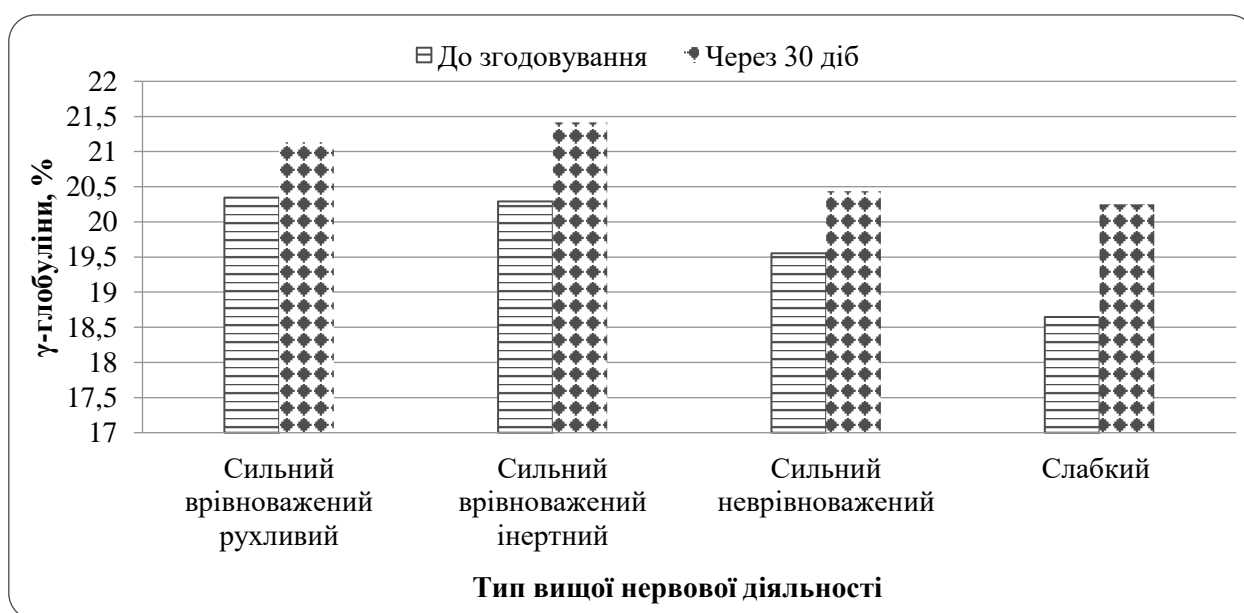 До згодовування Через 30 діб
22
21,5
21
20,5
20
19,5
19
18,5
18
17,5
17
γ-глобуліни, %
Сильний врівноважений рухливий
Сильний врівноважений інертний
Сильний неврівноважений
Слабкий
Тип вищої нервової діяльності